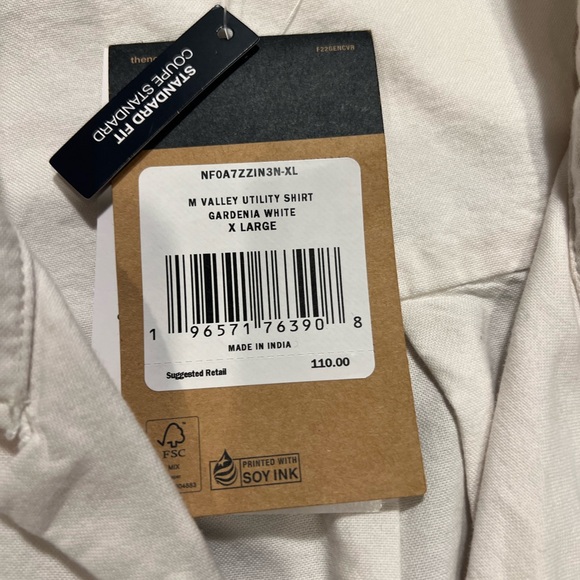 STANDARD FIT
COUPE STANDARD
F22GENCVR
NF0A7ZZIN3N-XL
M VALLEY UTILITY SHIRT
GARDENIA WHITE
X LARGE
1 96571 76390 8
MADE IN INDIA
Suggested Retail 110.00
FSC
MIX
PRINTED WITH
SOY INK